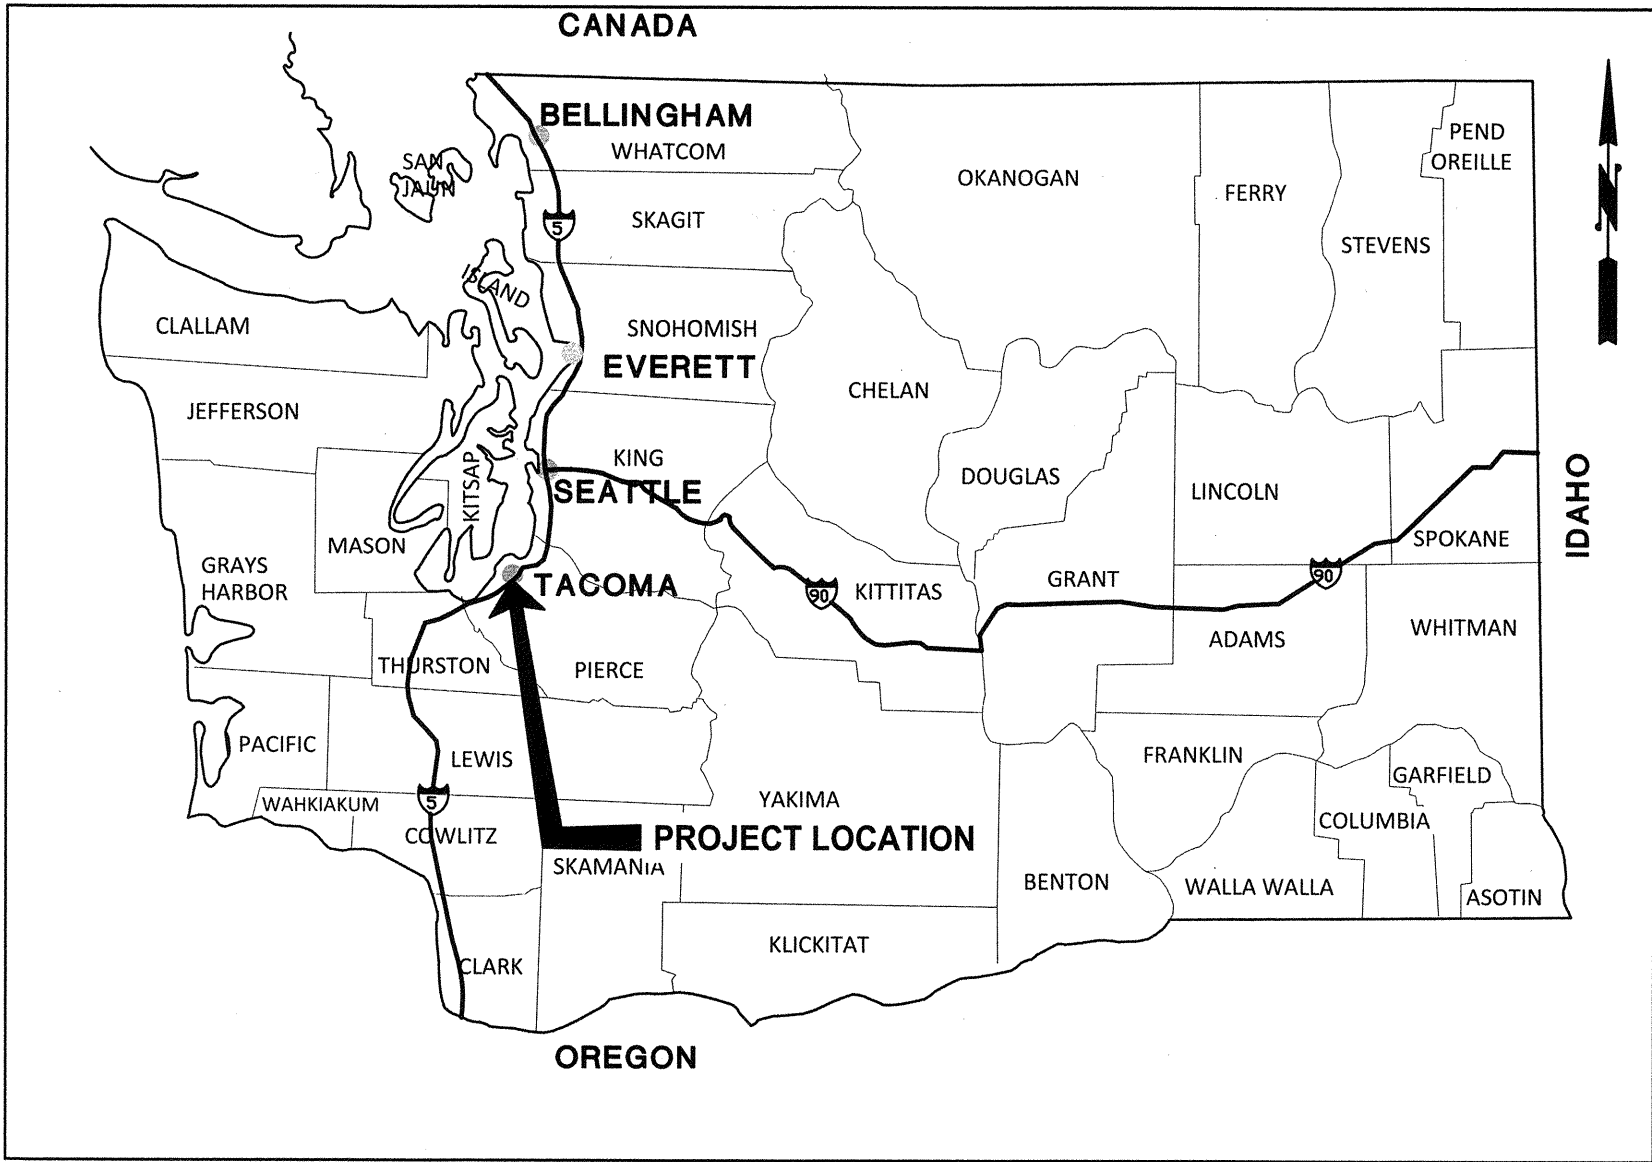 CANADA
BELLINGHAM
WHATCOM
SAN
JAUN
SKAGIT
5
ISLAND
OKANOGAN
FERRY
PEND
OREILLE
STEVENS
N
CLALLAM
SNOHOMISH
EVERETT
JEFFERSON
CHELAN
KING
SEATTLE
KITSAP
DOUGLAS
LINCOLN
IDAHO
MASON
SPOKANE
GRAYS
HARBOR
TACOMA
90
KITTITAS
GRANT
90
ADAMS
WHITMAN
THURSTON
PIERCE
PACIFIC
LEWIS
FRANKLIN
GARFIELD
WAHKIAKUM
5
YAKIMA
COLUMBIA
COWLITZ
PROJECT LOCATION
SKAMANIA
BENTON
WALLA WALLA
ASOTIN
KLICKITAT
CLARK
OREGON